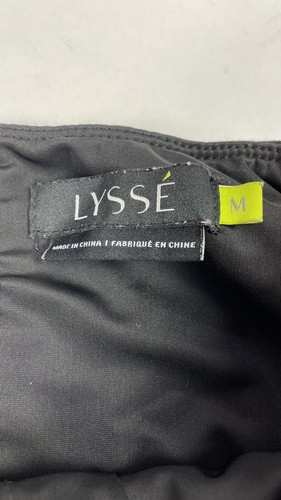 LYSSÉ
M
MADE IN CHINA | FABRIQUÉ EN CHINE